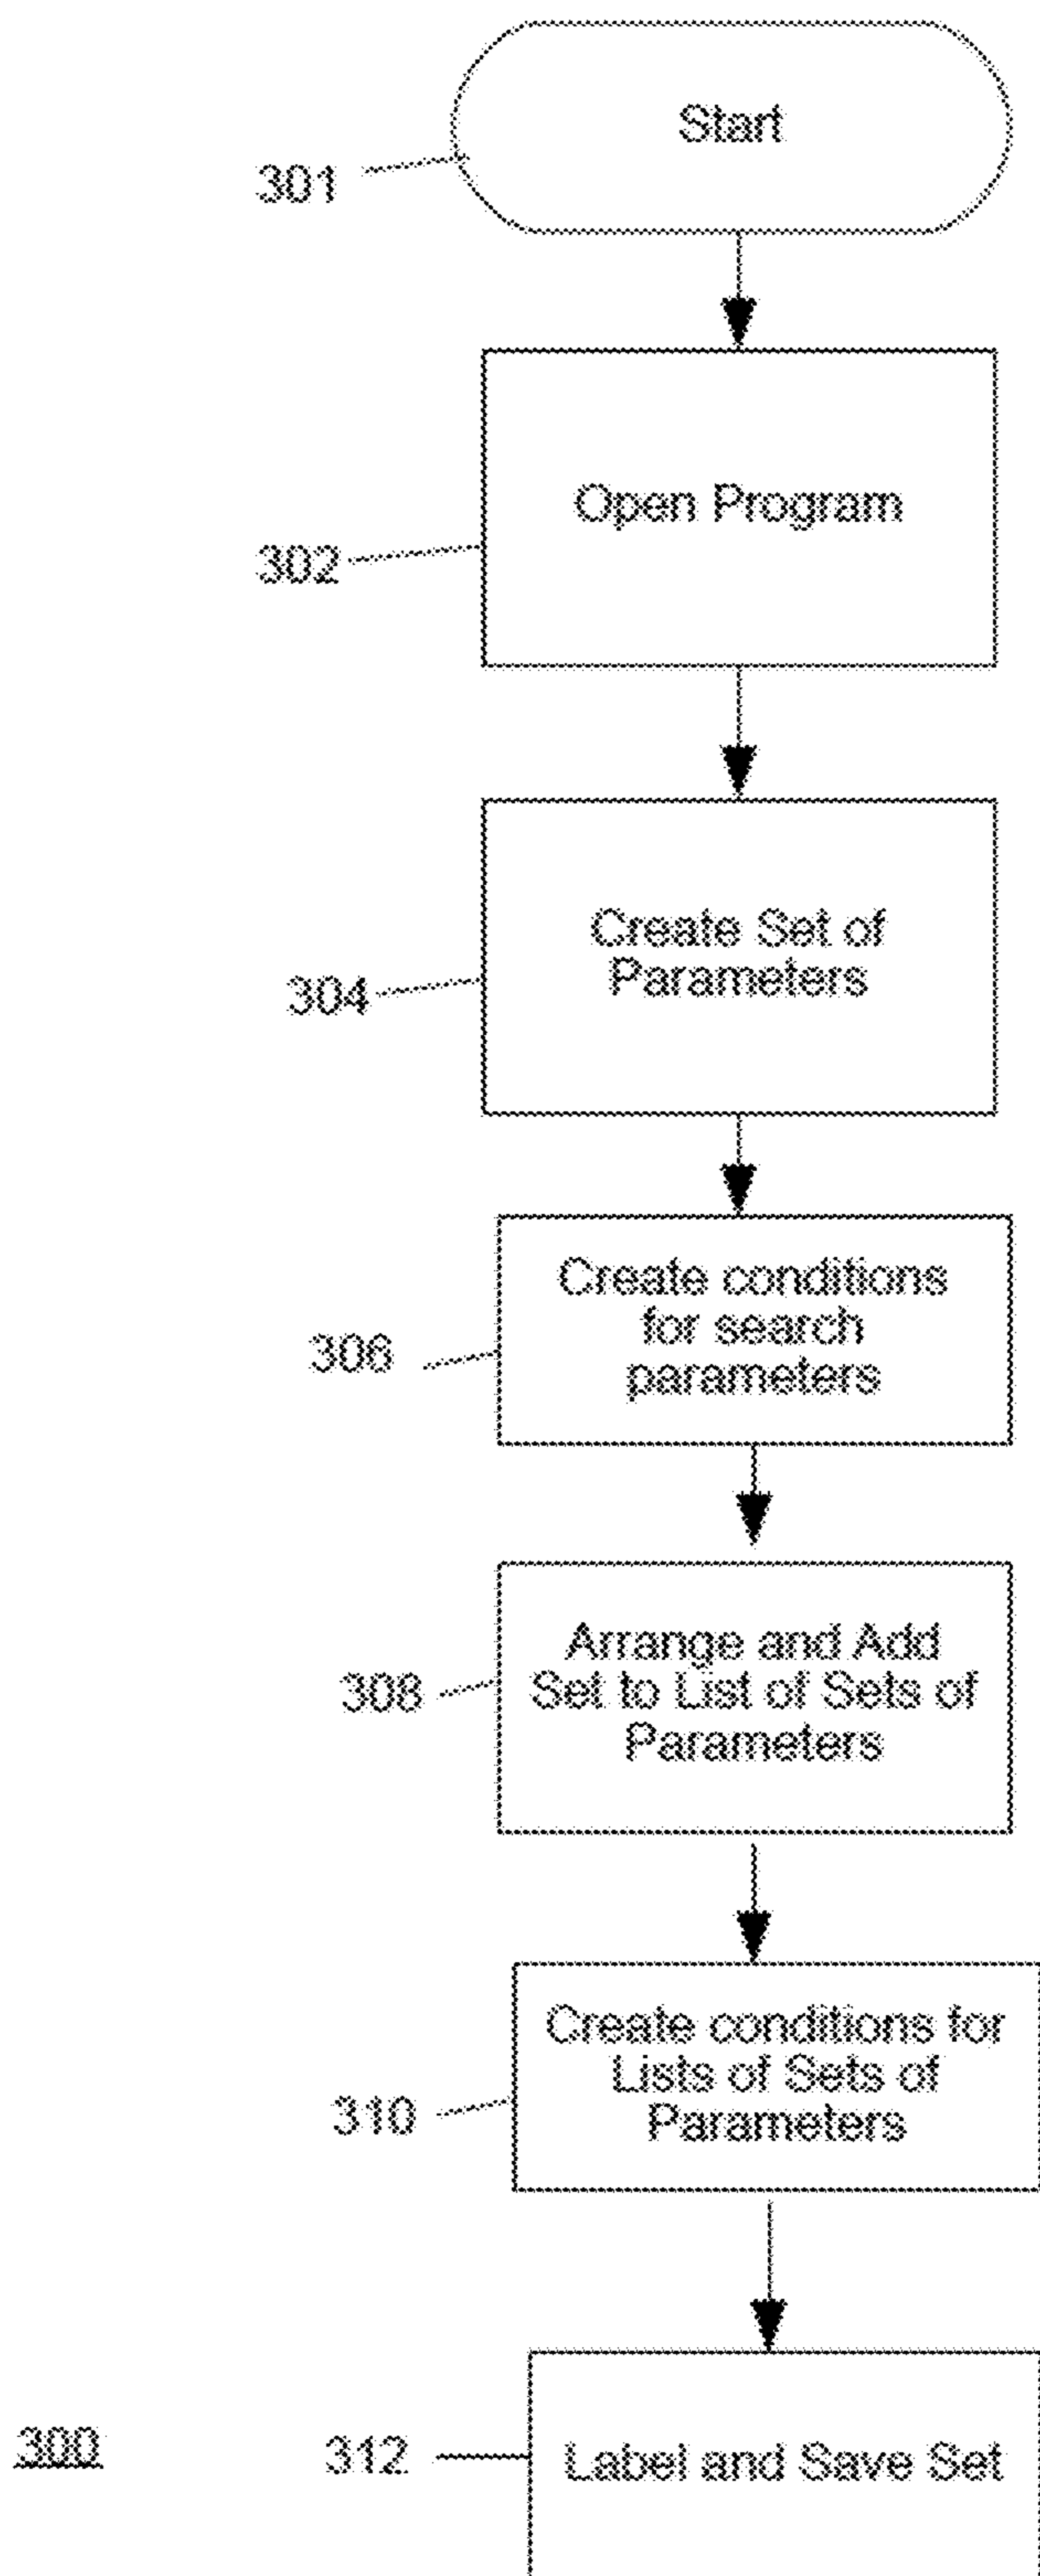 Start
301
Open Program
302
Create Set of
Parameters
304
Create conditions
for search
parameters
306
Arrange and Add
Set to List of Sets of
Parameters
308
Create conditions for
Lists of Sets of
Parameters
310
Label and Save Set
312
300